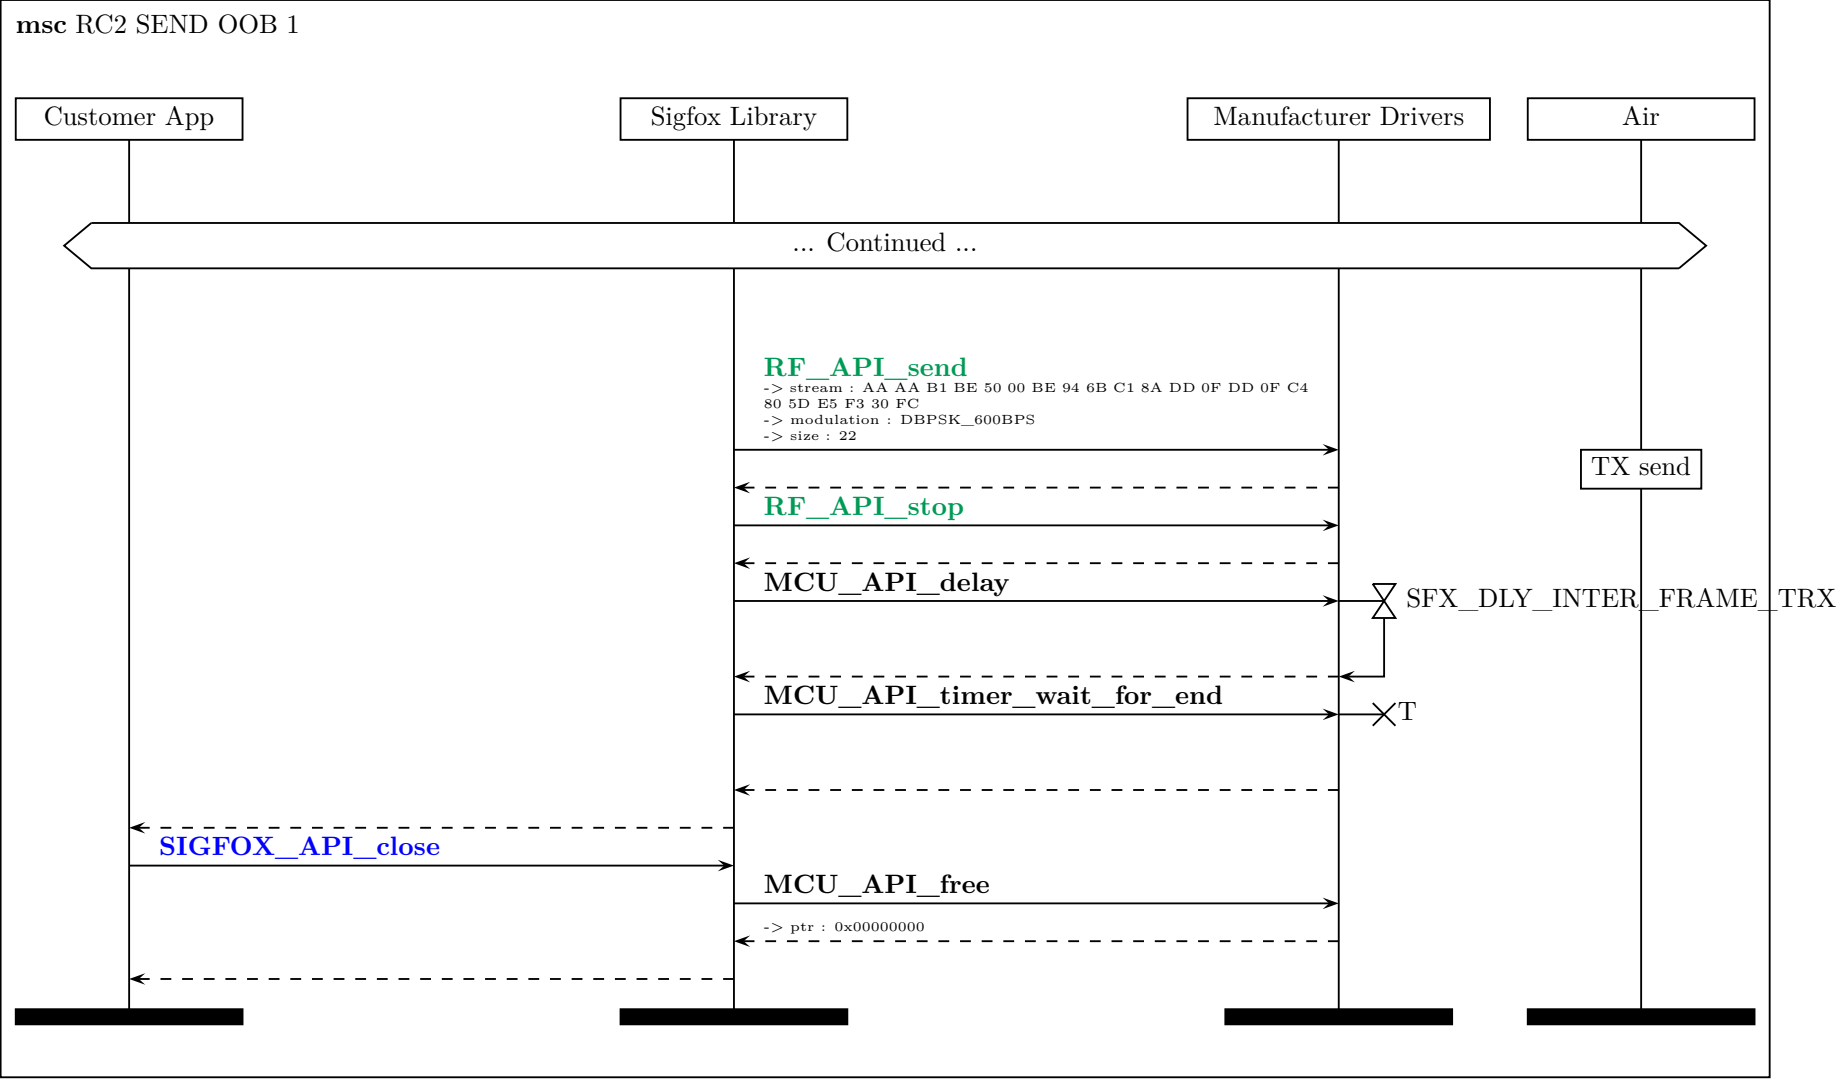 msc RC2 SEND OOB 1
Customer App
Sigfox Library
Manufacturer Drivers
Air
... Continued ...
RF_API_send
-> stream : AA AA B1 BE 50 00 BE 94 6B C1 8A DD 0F DD 0F C4
80 5D E5 F3 30 FC
-> modulation : DBPSK_600BPS
-> size : 22
TX send
RF_API_stop
MCU_API_delay
SFX_DLY_INTER_FRAME_TRX
MCU_API_timer_wait_for_end
T
SIGFOX_API_close
MCU_API_free
-> ptr : 0x00000000